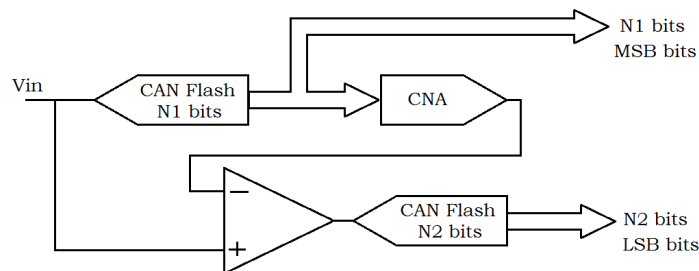 N1 bits
MSB bits
Vin
CAN Flash
N1 bits
CNA
−
+
CAN Flash
N2 bits
N2 bits
LSB bits